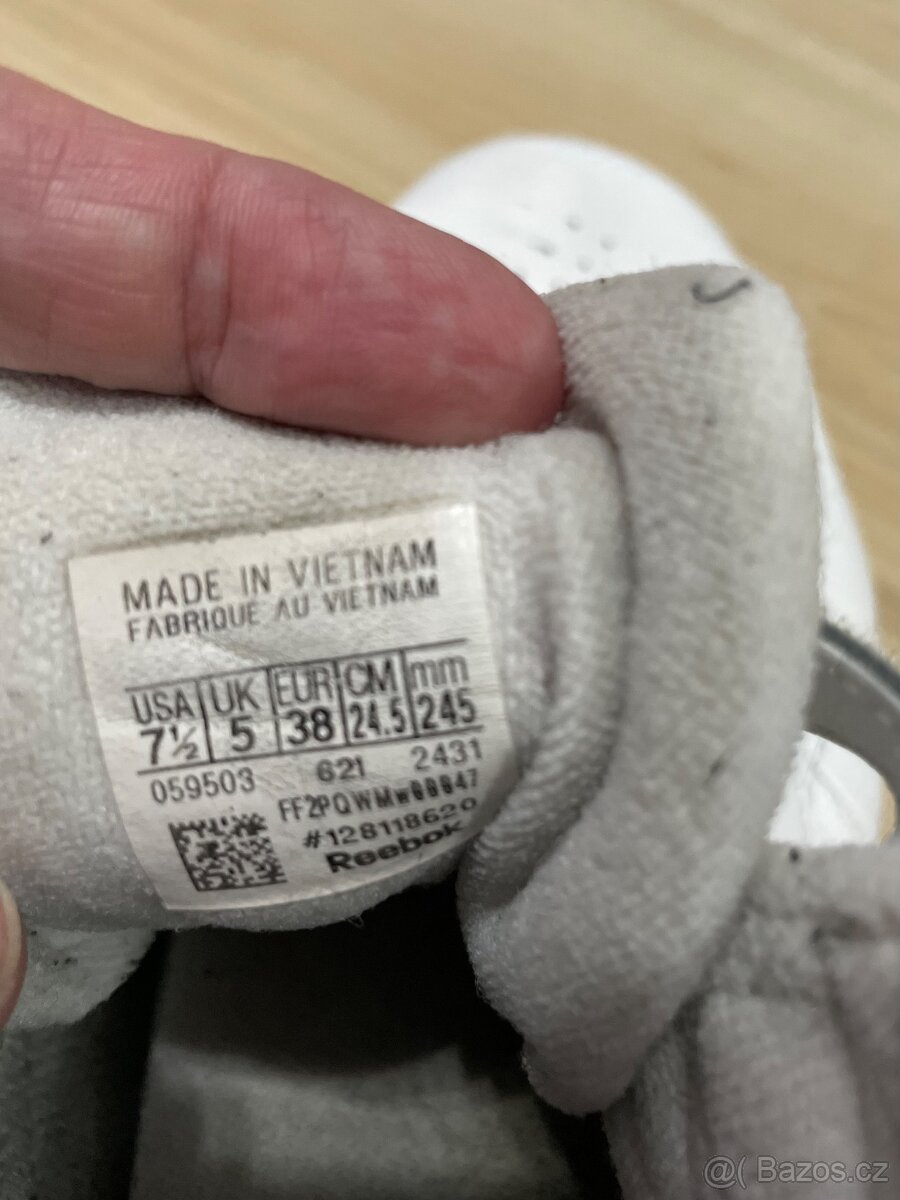 MADE IN VIETNAM
FABRIQUE AU VIETNAM
USA UK EUR CM mm
7½ 5 38 24.5 245
059503 621 2431
FF2PQWMw00047
#128118620
Reebok
@( Bazos.cz